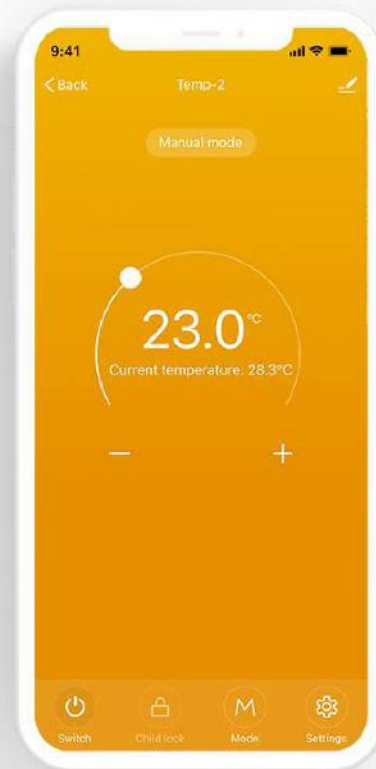 9:41
Back
Temp-2
Manual mode
23.0°C
Current temperature: 28.3°C
Switch
Child lock
Mode
Settings